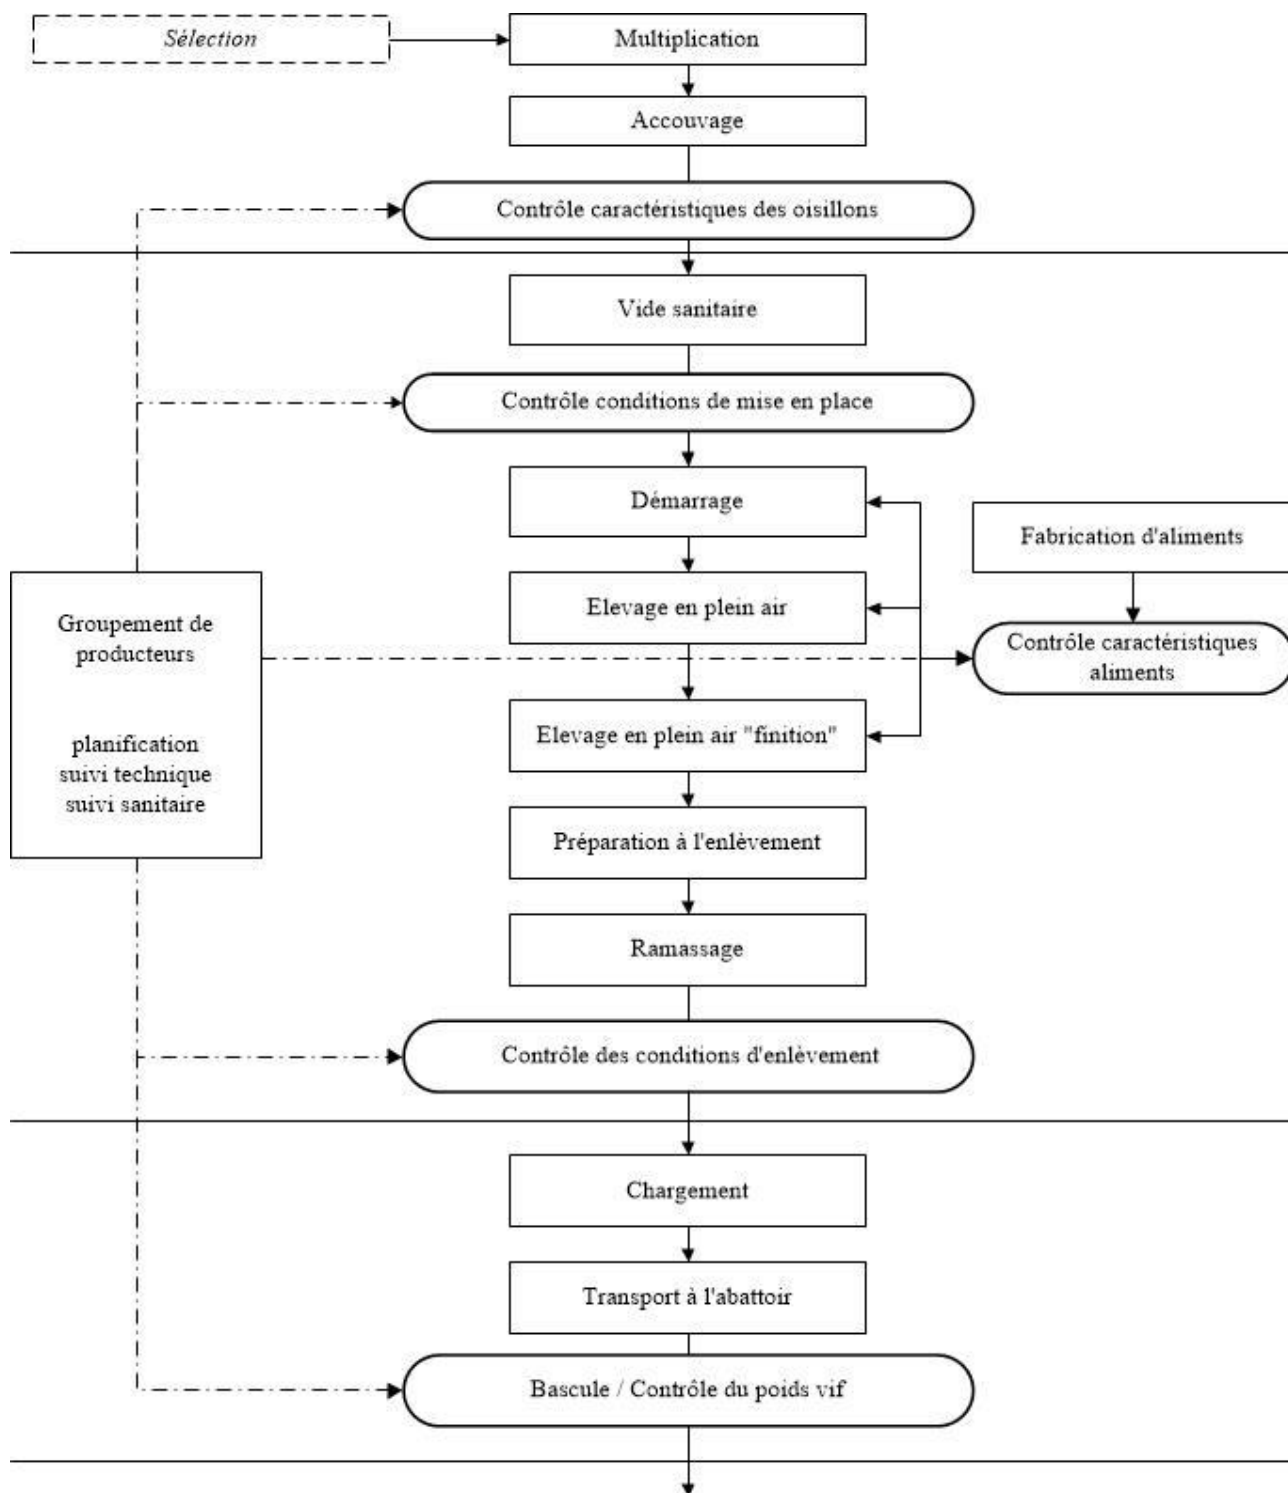 Sélection
Multiplication
Accouvage
Contrôle caractéristiques des oisillons
Vide sanitaire
Contrôle conditions de mise en place
Démarrage
Fabrication d'aliments
Elevage en plein air
Groupement de
producteurs
planification
suivi technique
suivi sanitaire
Contrôle caractéristiques
aliments
Elevage en plein air "finition"
Préparation à l'enlèvement
Ramassage
Contrôle des conditions d'enlèvement
Chargement
Transport à l'abattoir
Bascule / Contrôle du poids vif